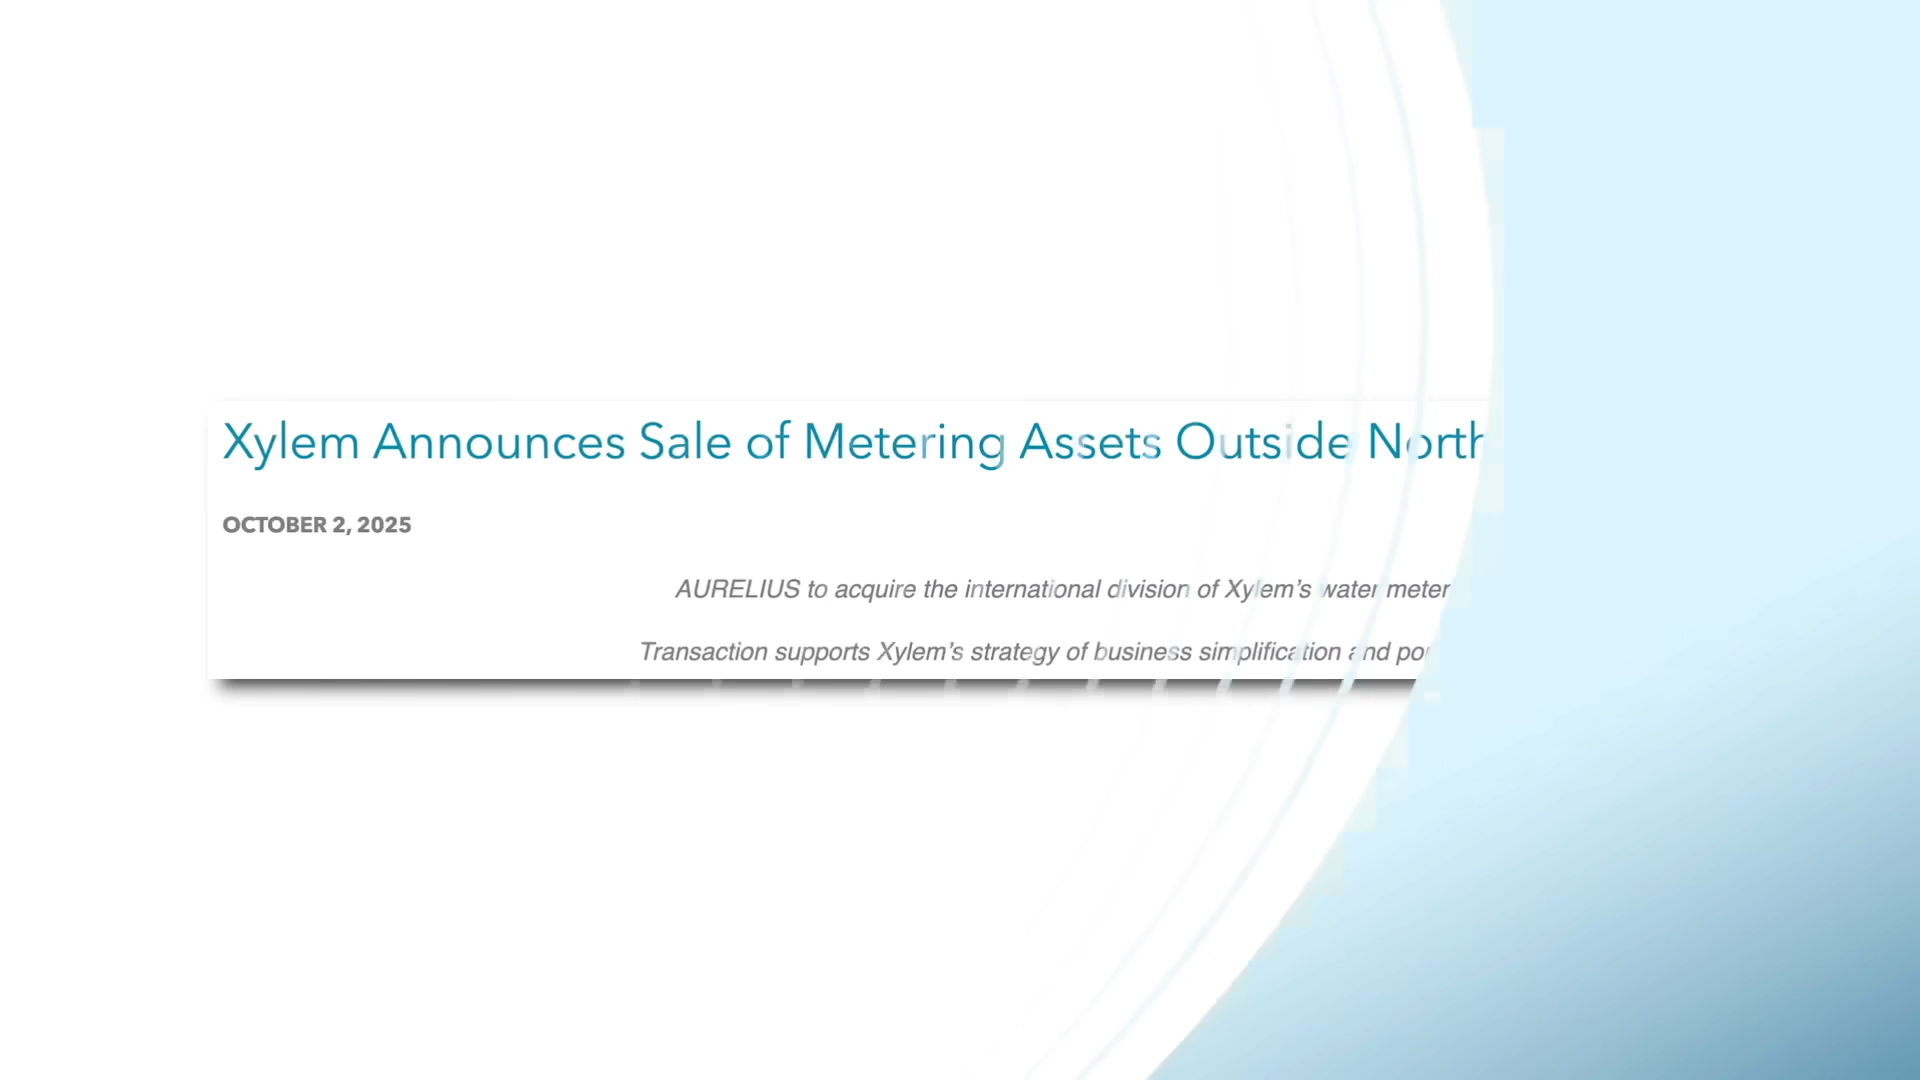 Xylem Announces Sale of Metering Assets Outside North
OCTOBER 2, 2025
AURELIUS to acquire the international division of Xylem’s water meter
Transaction supports Xylem’s strategy of business simplification and